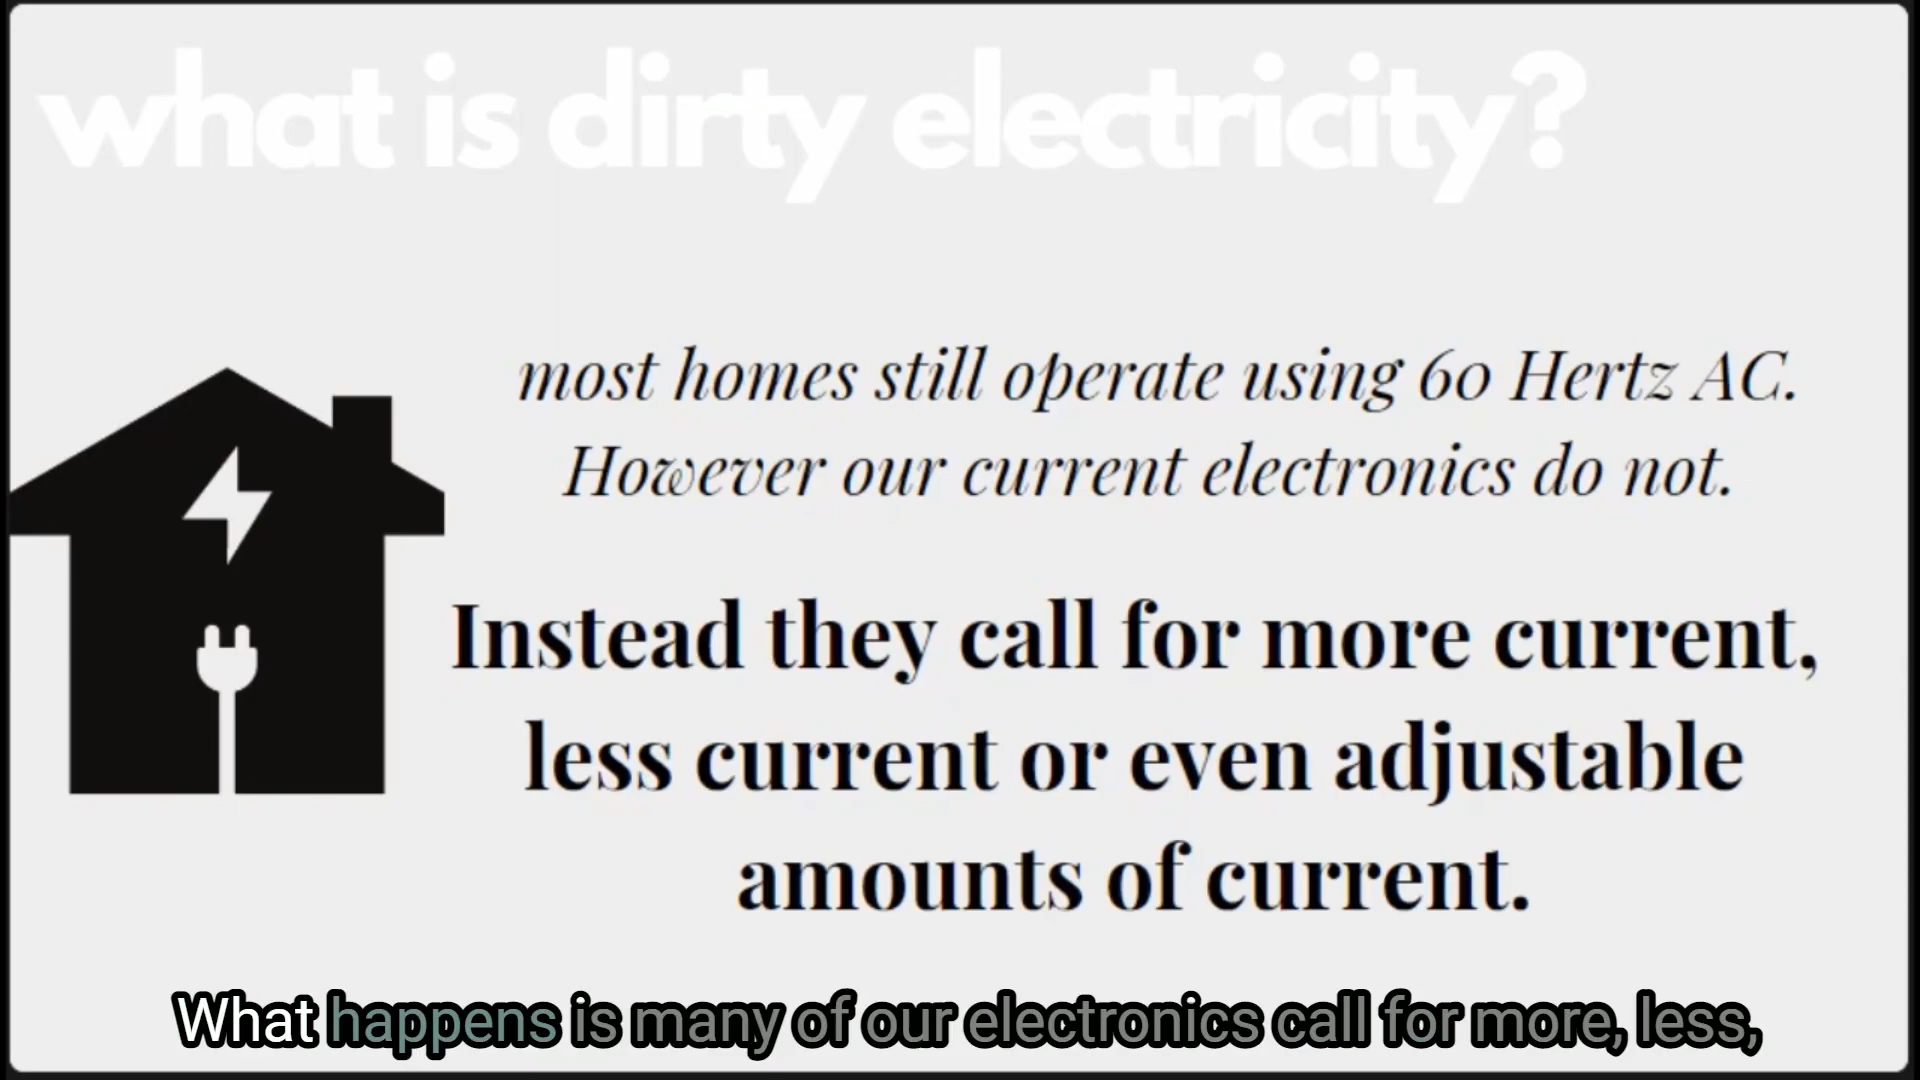 what is dirty electricity?
most homes still operate using 60 Hertz AC.
However our current electronics do not.
Instead they call for more current,
less current or even adjustable
amounts of current.
What happens is many of our electronics call for more, less,